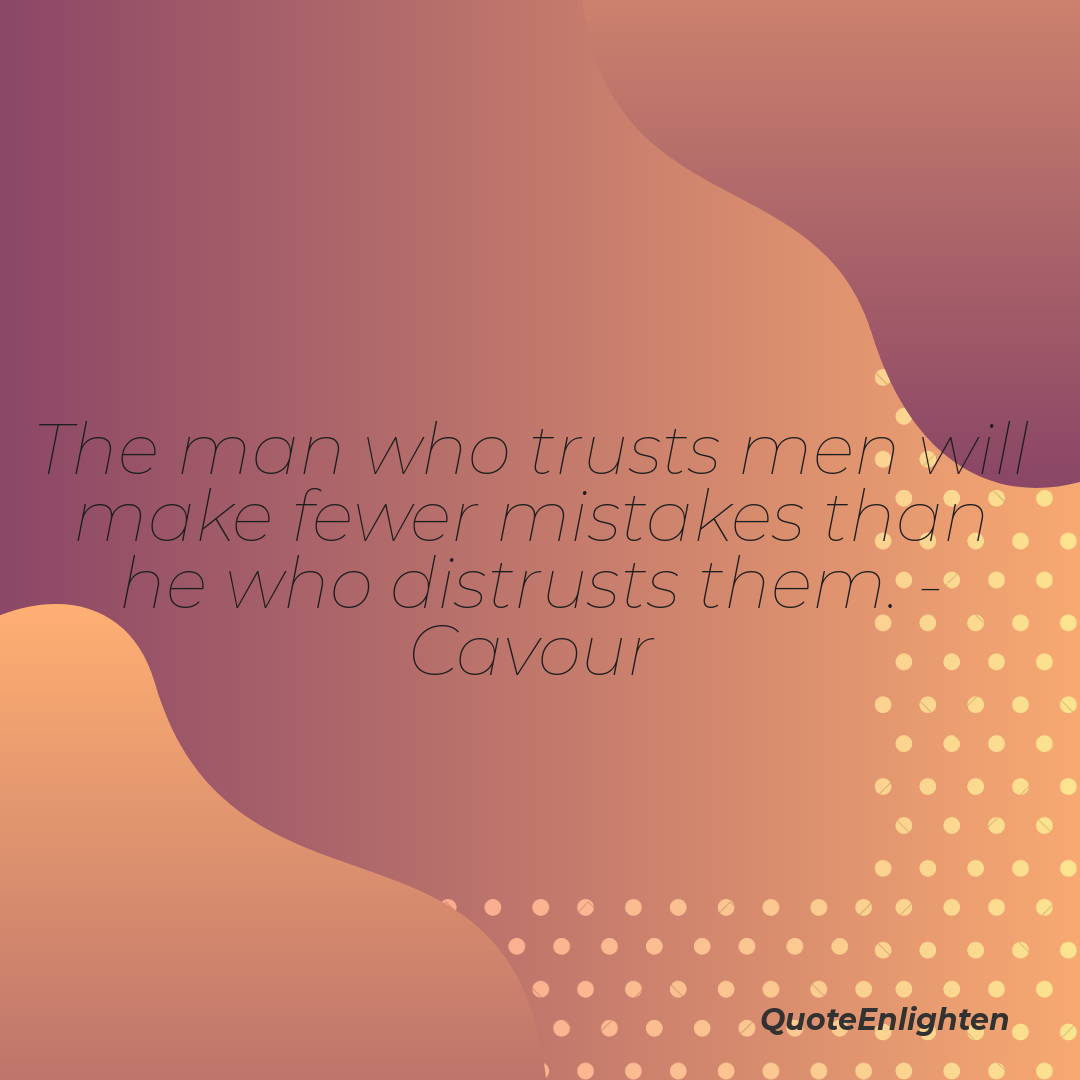 The man who trusts men will
make fewer mistakes than
he who distrusts them. -
Cavour
QuoteEnlighten